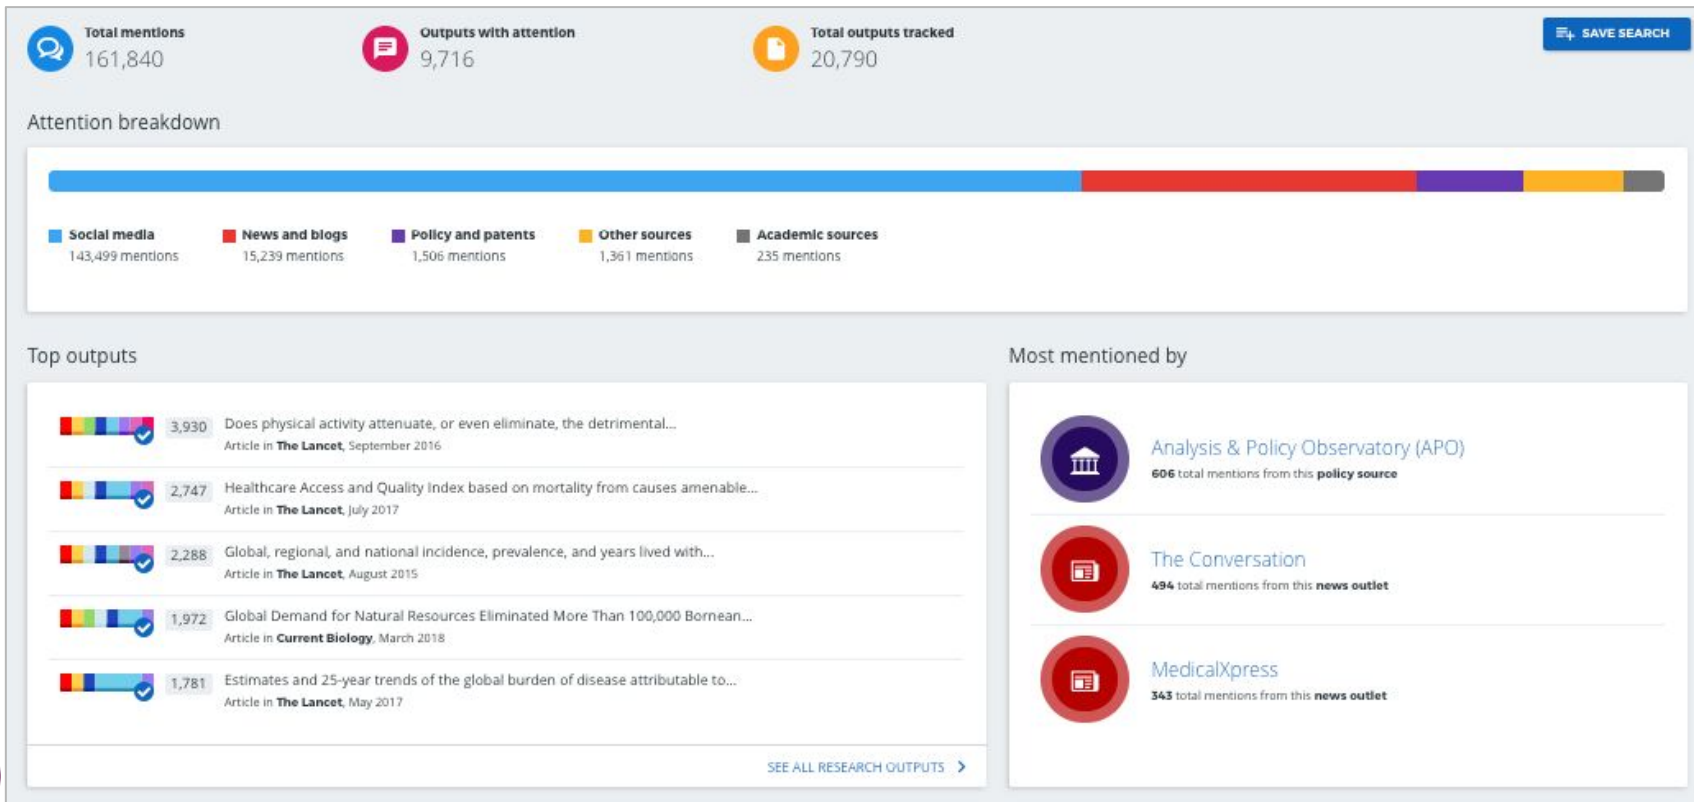 Total mentions
161,840
Outputs with attention
9,716
Total outputs tracked
20,790
SAVE SEARCH
Attention breakdown
Social media
143,499 mentions
News and blogs
15,239 mentions
Policy and patents
1,506 mentions
Other sources
1,361 mentions
Academic sources
235 mentions
Top outputs
3,930
Does physical activity attenuate, or even eliminate, the detrimental...
Article in The Lancet, September 2016
2,747
Healthcare Access and Quality Index based on mortality from causes amenable...
Article in The Lancet, July 2017
2,288
Global, regional, and national incidence, prevalence, and years lived with...
Article in The Lancet, August 2015
1,972
Global Demand for Natural Resources Eliminated More Than 100,000 Bornean...
Article in Current Biology, March 2018
1,781
Estimates and 25-year trends of the global burden of disease attributable to...
Article in The Lancet, May 2017
SEE ALL RESEARCH OUTPUTS
Most mentioned by
Analysis & Policy Observatory (APO)
606 total mentions from this policy source
The Conversation
494 total mentions from this news outlet
MedicalXpress
343 total mentions from this news outlet